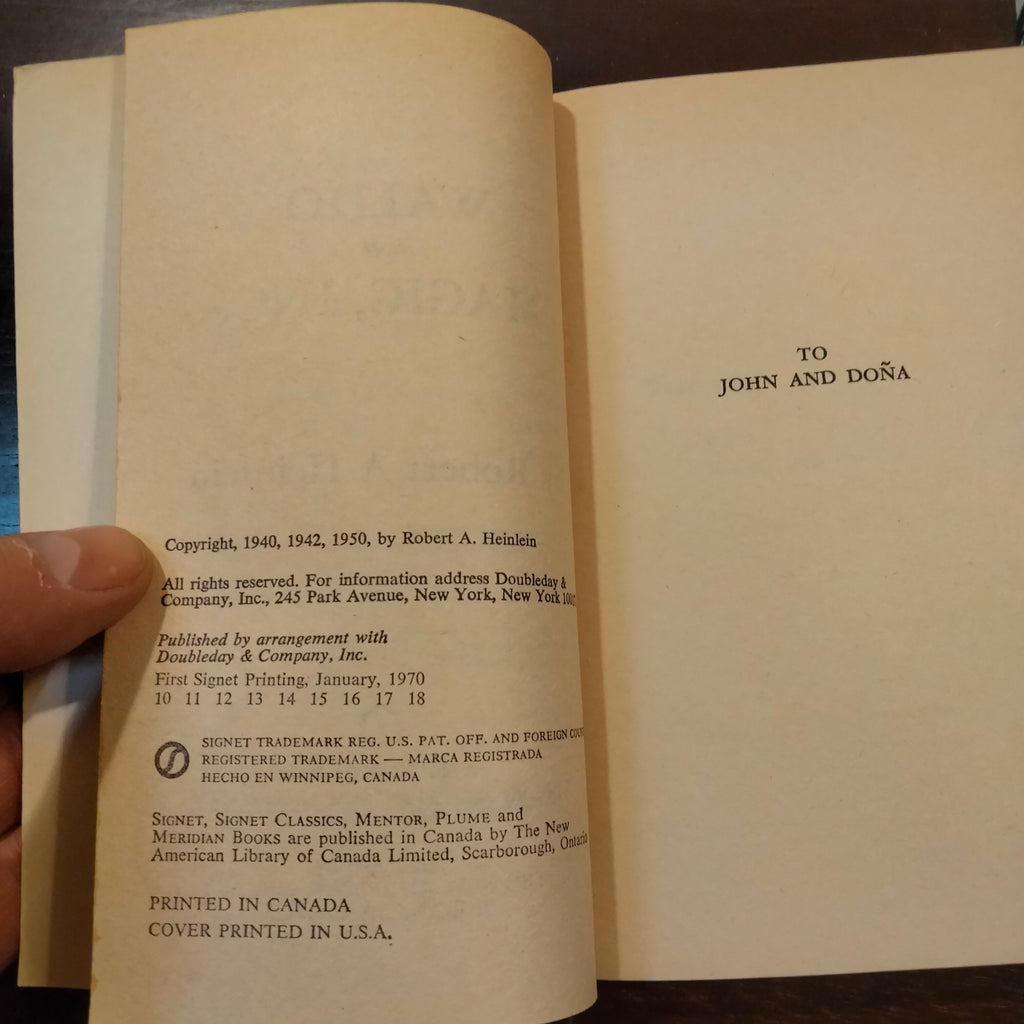 Copyright, 1940, 1942, 1950, by Robert A. Heinlein
All rights reserved. For information address Doubleday &
Company, Inc., 245 Park Avenue, New York, New York
Published by arrangement with
Doubleday & Company, Inc.
First Signet Printing, January, 1970
10 11 12 13 14 15 16 17 18
SIGNET TRADEMARK REG. U.S. PAT. OFF. AND FOREIGN
REGISTERED TRADEMARK — MARCA REGISTRADA
HECHO EN WINNIPEG, CANADA
SIGNET, SIGNET CLASSICS, MENTOR, PLUME and
MERIDIAN BOOKS are published in Canada by The New
American Library of Canada Limited, Scarborough, Ontario
PRINTED IN CANADA
COVER PRINTED IN U.S.A.
TO
JOHN AND DOÑA